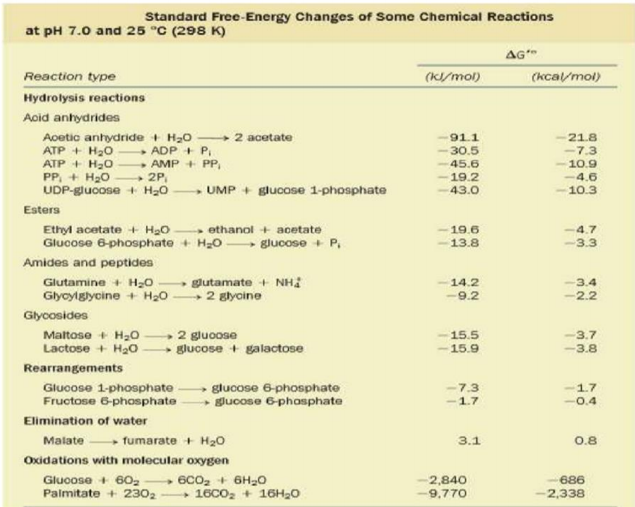 Standard Free-Energy Changes of Some Chemical Reactions
at pH 7.0 and 25 °C (298 K)
ΔG′°
Reaction type (kJ/mol) (kcal/mol)
Hydrolysis reactions
Acid anhydrides
Acetic anhydride + H₂O ⟶ 2 acetate −91.1 −21.8
ATP + H₂O ⟶ ADP + Pᵢ −30.5 −7.3
ATP + H₂O ⟶ AMP + PPᵢ −45.6 −10.9
PPᵢ + H₂O ⟶ 2Pᵢ −19.2 −4.6
UDP-glucose + H₂O ⟶ UMP + glucose 1-phosphate −43.0 −10.3
Esters
Ethyl acetate + H₂O ⟶ ethanol + acetate −19.6 −4.7
Glucose 6-phosphate + H₂O ⟶ glucose + Pᵢ −13.8 −3.3
Amides and peptides
Glutamine + H₂O ⟶ glutamate + NH₄⁺ −14.2 −3.4
Glycylglycine + H₂O ⟶ 2 glycine −9.2 −2.2
Glycosides
Maltose + H₂O ⟶ 2 glucose −15.5 −3.7
Lactose + H₂O ⟶ glucose + galactose −15.9 −3.8
Rearrangements
Glucose 1-phosphate ⟶ glucose 6-phosphate −7.3 −1.7
Fructose 6-phosphate ⟶ glucose 6-phosphate −1.7 −0.4
Elimination of water
Malate ⟶ fumarate + H₂O 3.1 0.8
Oxidations with molecular oxygen
Glucose + 6O₂ ⟶ 6CO₂ + 6H₂O −2,840 −686
Palmitate + 23O₂ ⟶ 16CO₂ + 16H₂O −9,770 −2,338